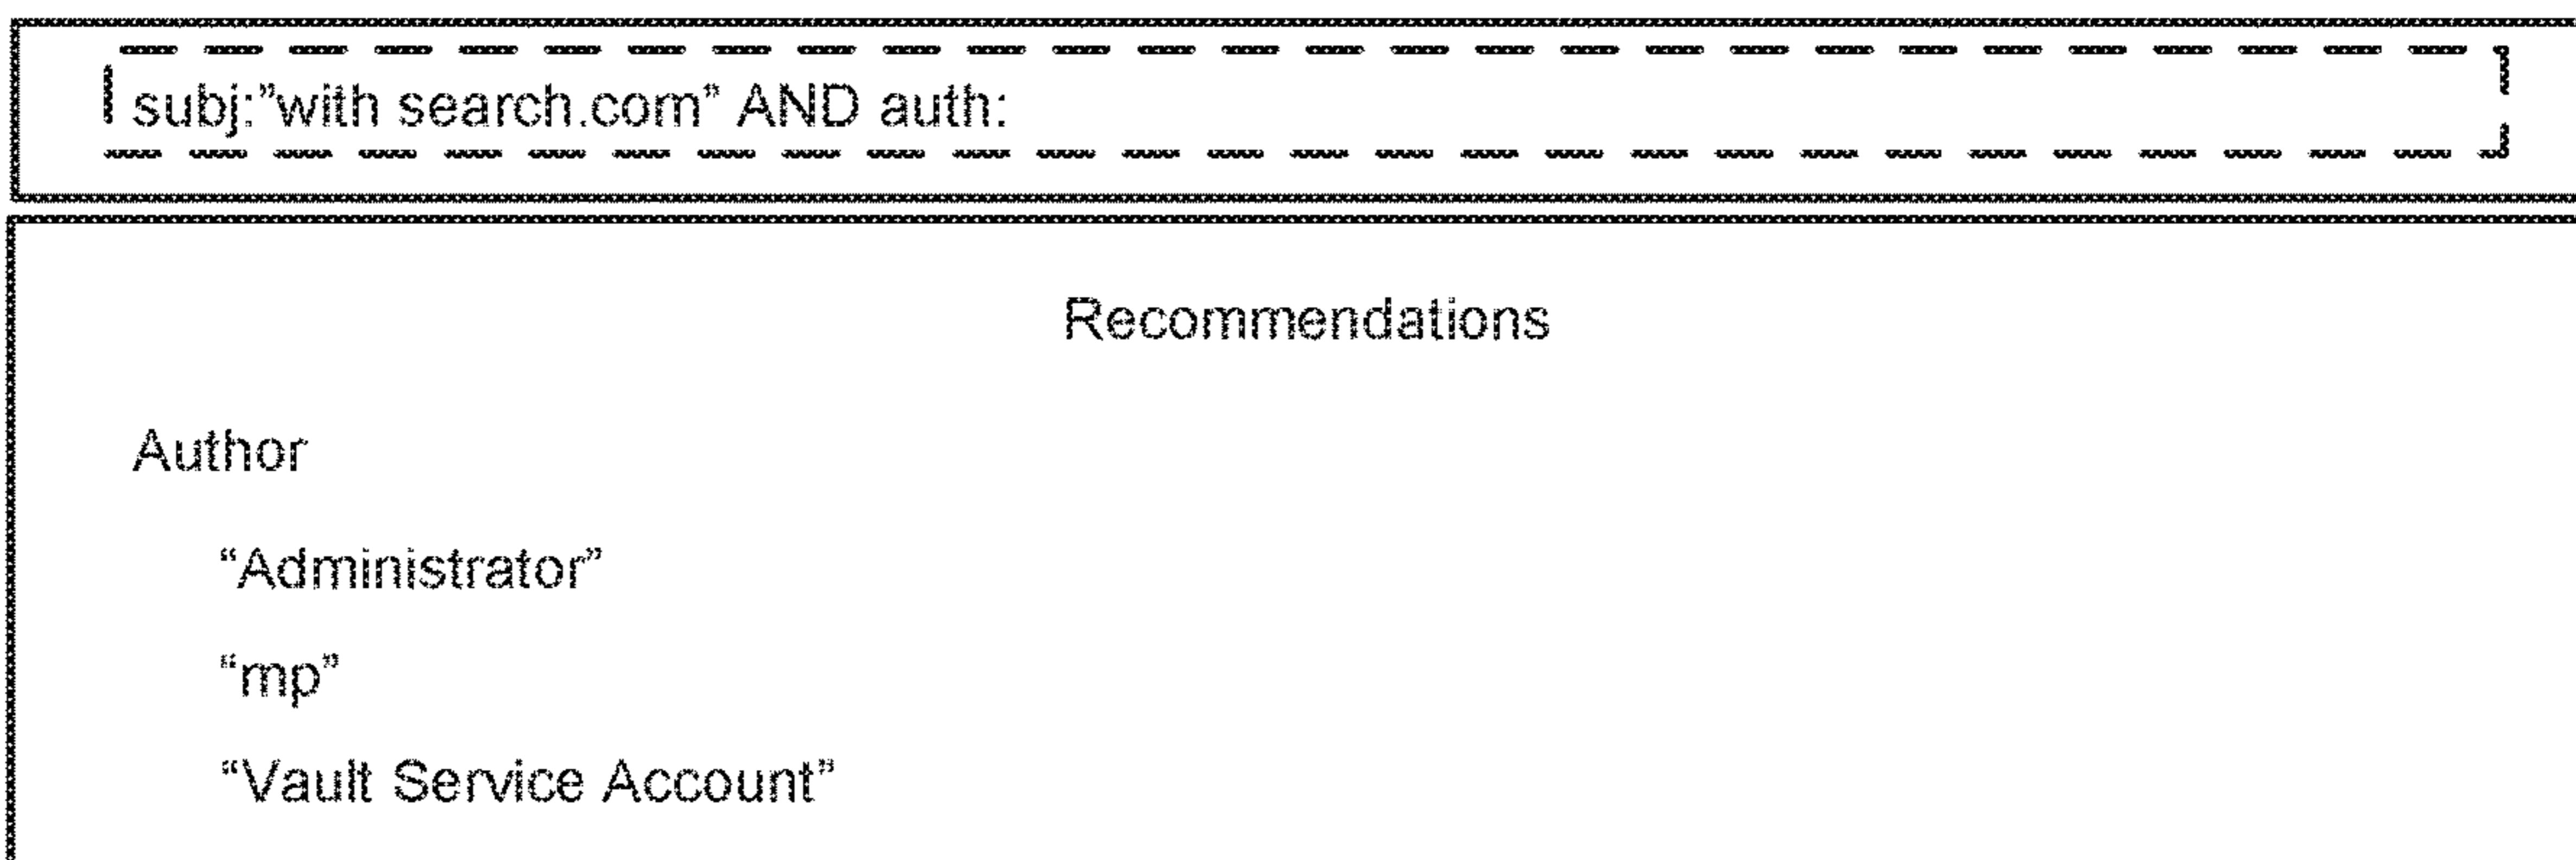 subj:”with search.com” AND auth:
Recommendations
Author
“Administrator”
“mp”
“Vault Service Account”